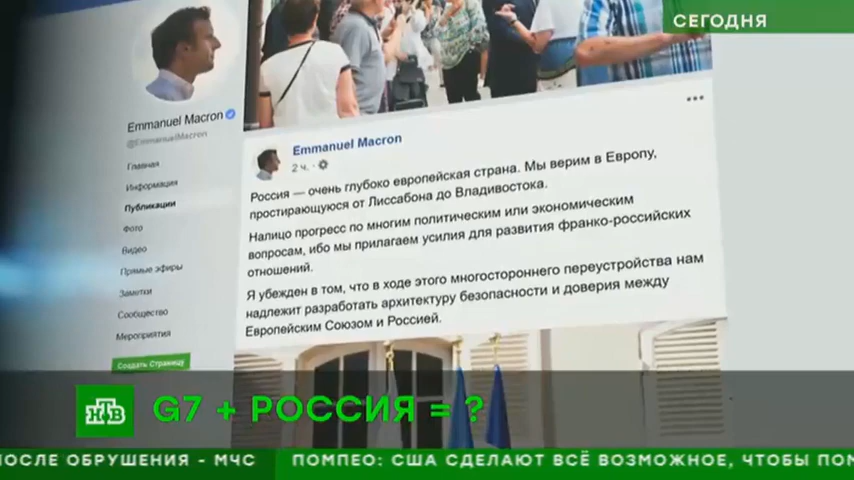 СЕГОДНЯ
Emmanuel Macron
@EmmanuelMacron
Главная
Информация
Публикации
Фото
Видео
Прямые эфиры
Заметки
Сообщество
Мероприятия
Создать Страницу
Emmanuel Macron
2 ч. ·
Россия — очень глубоко европейская страна. Мы верим в Европу,
простирающуюся от Лиссабона до Владивостока.
Налицо прогресс по многим политическим или экономическим
вопросам, ибо мы прилагаем усилия для развития франко-российских
отношений.
Я убежден в том, что в ходе этого многостороннего переустройства нам
надлежит разработать архитектуру безопасности и доверия между
Европейским Союзом и Россией.
НТВ
G7 + РОССИЯ = ?
ПОСЛЕ ОБРУШЕНИЯ - МЧС
ПОМПЕО: США СДЕЛАЮТ ВСЁ ВОЗМОЖНОЕ, ЧТОБЫ ПОМ